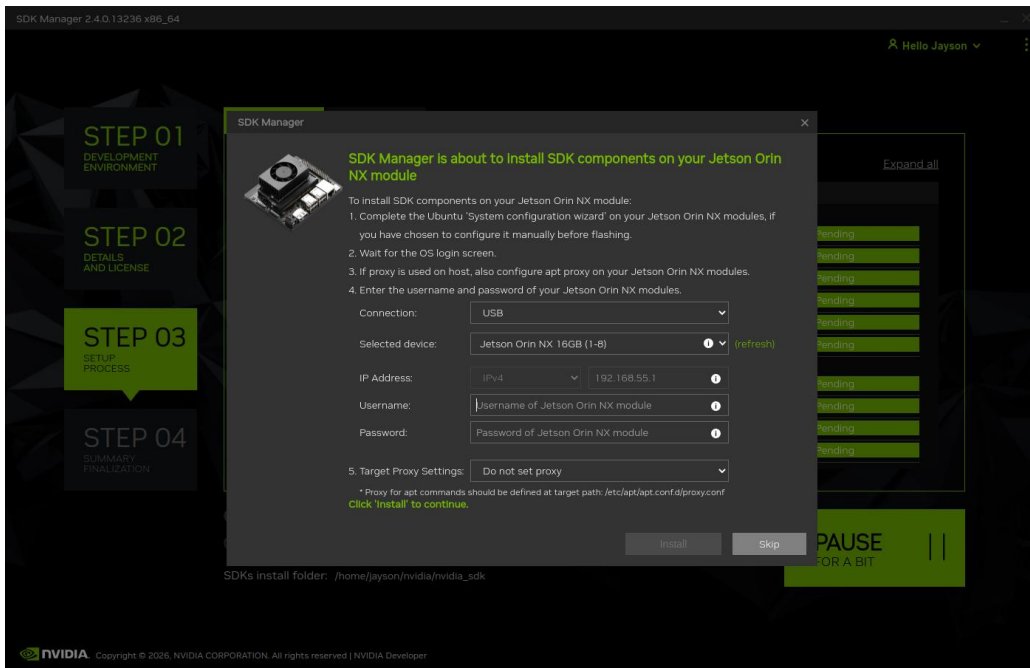 SDK Manager 2.4.0.13236 x86_64
Hello Jayson
STEP 01
DEVELOPMENT
ENVIRONMENT
STEP 02
DETAILS
AND LICENSE
STEP 03
SETUP
PROCESS
STEP 04
SUMMARY
FINALIZATION
Expand all
SDK Manager
SDK Manager is about to install SDK components on your Jetson Orin
NX module
To install SDK components on your Jetson Orin NX module:
1. Complete the Ubuntu 'System configuration wizard' on your Jetson Orin NX modules, if
you have chosen to configure it manually before flashing.
2. Wait for the OS login screen.
3. If proxy is used on host, also configure apt proxy on your Jetson Orin NX modules.
4. Enter the username and password of your Jetson Orin NX modules.
Connection: USB
Selected device: Jetson Orin NX 16GB (1-8) (refresh)
IP Address: IPv4 192.168.55.1
Username: Username of Jetson Orin NX module
Password: Password of Jetson Orin NX module
5. Target Proxy Settings: Do not set proxy
* Proxy for apt commands should be defined at target path: /etc/apt/apt.conf.d/proxy.conf
Click 'Install' to continue.
Install Skip
Pending
Pending
Pending
Pending
Pending
Pending
Pending
Pending
Pending
Pending
PAUSE
FOR A BIT
SDKs install folder: /home/jayson/nvidia/nvidia_sdk
NVIDIA. Copyright © 2026, NVIDIA CORPORATION. All rights reserved | NVIDIA Developer